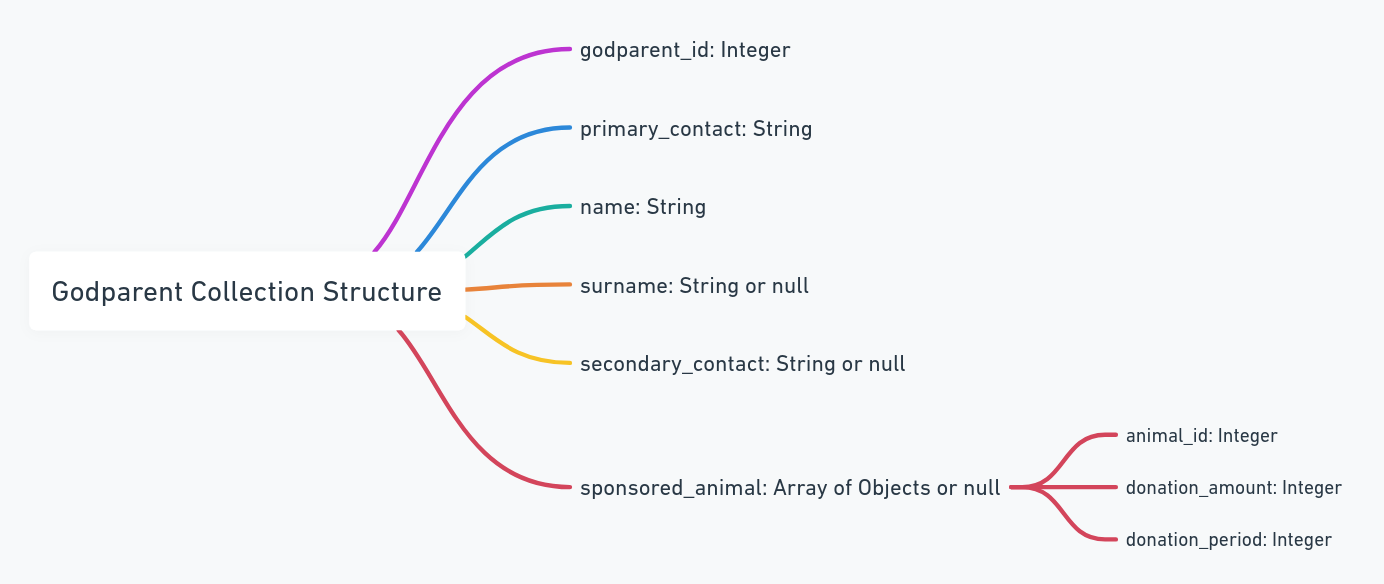 Godparent Collection Structure
godparent_id: Integer
primary_contact: String
name: String
surname: String or null
secondary_contact: String or null
sponsored_animal: Array of Objects or null
animal_id: Integer
donation_amount: Integer
donation_period: Integer